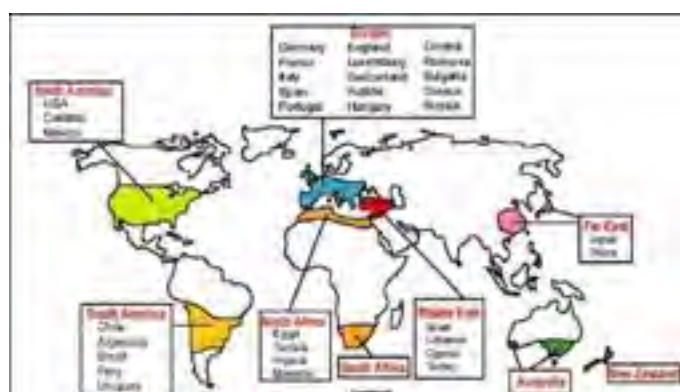 Europe
Germany England Croatia
France Luxemburg Romania
Italy Switzerland Bulgaria
Spain Austria Greece
Portugal Hungary Russia
North America
USA
Canada
Mexico
Far East
Japan
China
South America
Chile
Argentina
Brazil
Peru
Uruguay
North Africa
Egypt
Tunisia
Algeria
Morocco
South Africa
Middle East
Israel
Lebanon
Cyprus
Turkey
Australia
New Zealand